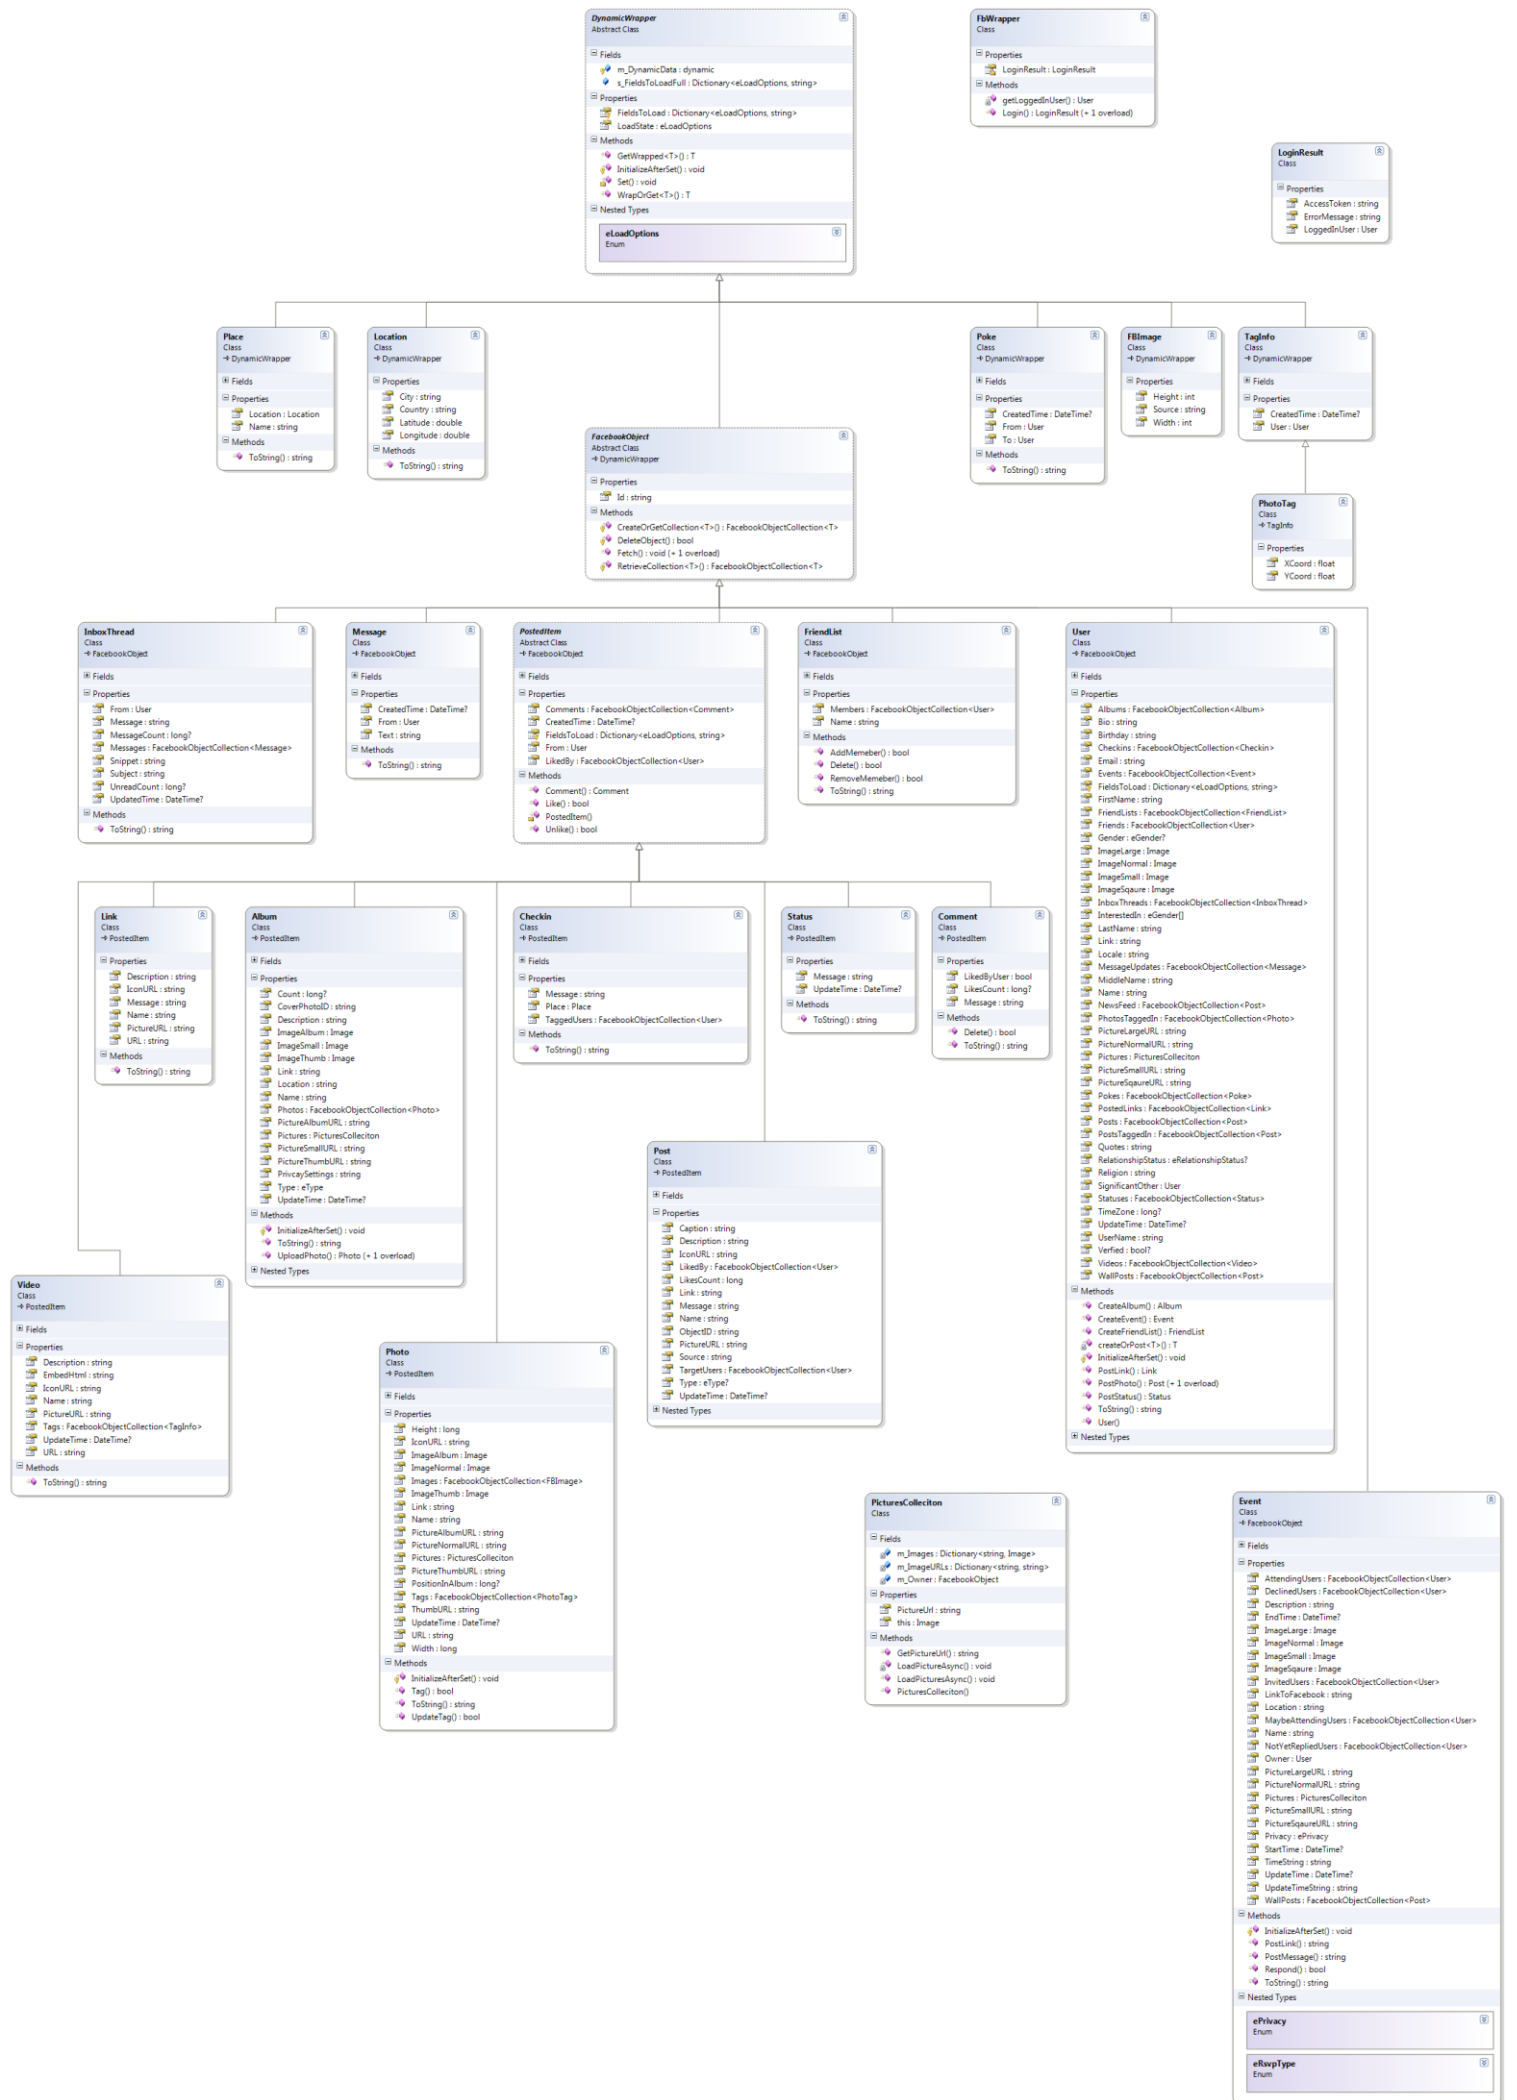 DynamicWrapper
Abstract Class
Fields
m_DynamicData : dynamic
s_FieldsToLoadFull : Dictionary<eLoadOptions, string>
Properties
FieldsToLoad : Dictionary<eLoadOptions, string>
LoadState : eLoadOptions
Methods
GetWrapped<T>() : T
InitializeAfterSet() : void
Set() : void
WrapOrGet<T>() : T
Nested Types
eLoadOptions
Enum
FbWrapper
Class
Properties
LoginResult : LoginResult
Methods
getLoggedInUser() : User
Login() : LoginResult (+ 1 overload)
LoginResult
Class
Properties
AccessToken : string
ErrorMessage : string
LoggedInUser : User
Place
Class
DynamicWrapper
Fields
Properties
Location : Location
Name : string
Methods
ToString() : string
Location
Class
DynamicWrapper
Properties
City : string
Country : string
Latitude : double
Longitude : double
Methods
ToString() : string
FacebookObject
Abstract Class
DynamicWrapper
Properties
Id : string
Methods
CreateOrGetCollection<T>() : FacebookObjectCollection<T>
DeleteObject() : bool
Fetch() : void (+ 1 overload)
RetrieveCollection<T>() : FacebookObjectCollection<T>
Poke
Class
DynamicWrapper
Fields
Properties
CreatedTime : DateTime?
From : User
To : User
Methods
ToString() : string
FBImage
Class
DynamicWrapper
Properties
Height : int
Source : string
Width : int
TagInfo
Class
DynamicWrapper
Fields
Properties
CreatedTime : DateTime?
User : User
PhotoTag
Class
TagInfo
Properties
XCoord : float
YCoord : float
InboxThread
Class
FacebookObject
Fields
Properties
From : User
Message : string
MessageCount : long?
Messages : FacebookObjectCollection<Message>
Snippet : string
Subject : string
UnreadCount : long?
UpdatedTime : DateTime?
Methods
ToString() : string
Message
Class
FacebookObject
Fields
Properties
CreatedTime : DateTime?
From : User
Text : string
Methods
ToString() : string
PostedItem
Abstract Class
FacebookObject
Fields
Properties
Comments : FacebookObjectCollection<Comment>
CreatedTime : DateTime?
FieldsToLoad : Dictionary<eLoadOptions, string>
From : User
LikedBy : FacebookObjectCollection<User>
Methods
Comment() : Comment
Like() : bool
PostedItem()
Unlike() : bool
FriendList
Class
FacebookObject
Fields
Properties
Members : FacebookObjectCollection<User>
Name : string
Methods
AddMemeber() : bool
Delete() : bool
RemoveMemeber() : bool
ToString() : string
User
Class
FacebookObject
Fields
Properties
Albums : FacebookObjectCollection<Album>
Bio : string
Birthday : string
Checkins : FacebookObjectCollection<Checkin>
Email : string
Events : FacebookObjectCollection<Event>
FieldsToLoad : Dictionary<eLoadOptions, string>
FirstName : string
FriendLists : FacebookObjectCollection<FriendList>
Friends : FacebookObjectCollection<User>
Gender : eGender?
ImageLarge : Image
ImageNormal : Image
ImageSmall : Image
ImageSqaure : Image
InboxThreads : FacebookObjectCollection<InboxThread>
InterestedIn : eGender[]
LastName : string
Link : string
Locale : string
MessageUpdates : FacebookObjectCollection<Message>
MiddleName : string
Name : string
NewsFeed : FacebookObjectCollection<Post>
PhotosTaggedIn : FacebookObjectCollection<Photo>
PictureLargeURL : string
PictureNormalURL : string
Pictures : PicturesColleciton
PictureSmallURL : string
PictureSqaureURL : string
Pokes : FacebookObjectCollection<Poke>
PostedLinks : FacebookObjectCollection<Link>
Posts : FacebookObjectCollection<Post>
PostsTaggedIn : FacebookObjectCollection<Post>
Quotes : string
RelationshipStatus : eRelationshipStatus?
Religion : string
SignificantOther : User
Statuses : FacebookObjectCollection<Status>
TimeZone : long?
UpdateTime : DateTime?
UserName : string
Verfied : bool?
Videos : FacebookObjectCollection<Video>
WallPosts : FacebookObjectCollection<Post>
Methods
CreateAlbum() : Album
CreateEvent() : Event
CreateFriendList() : FriendList
createOrPost<T>() : T
InitializeAfterSet() : void
PostLink() : Link
PostPhoto() : Post (+ 1 overload)
PostStatus() : Status
ToString() : string
User()
Nested Types
Link
Class
PostedItem
Properties
Description : string
IconURL : string
Message : string
Name : string
PictureURL : string
URL : string
Methods
ToString() : string
Album
Class
PostedItem
Fields
Properties
Count : long?
CoverPhotoID : string
Description : string
ImageAlbum : Image
ImageSmall : Image
ImageThumb : Image
Link : string
Location : string
Name : string
Photos : FacebookObjectCollection<Photo>
PictureAlbumURL : string
Pictures : PicturesColleciton
PictureSmallURL : string
PictureThumbURL : string
PrivcaySettings : string
Type : eType
UpdateTime : DateTime?
Methods
InitializeAfterSet() : void
ToString() : string
UploadPhoto() : Photo (+ 1 overload)
Nested Types
Checkin
Class
PostedItem
Fields
Properties
Message : string
Place : Place
TaggedUsers : FacebookObjectCollection<User>
Methods
ToString() : string
Status
Class
PostedItem
Properties
Message : string
UpdateTime : DateTime?
Methods
ToString() : string
Comment
Class
PostedItem
Properties
LikedByUser : bool
LikesCount : long?
Message : string
Methods
Delete() : bool
ToString() : string
Post
Class
PostedItem
Fields
Properties
Caption : string
Description : string
IconURL : string
LikedBy : FacebookObjectCollection<User>
LikesCount : long
Link : string
Message : string
Name : string
ObjectID : string
PictureURL : string
Source : string
TargetUsers : FacebookObjectCollection<User>
Type : eType?
UpdateTime : DateTime?
Nested Types
Video
Class
PostedItem
Fields
Properties
Description : string
EmbedHtml : string
IconURL : string
Name : string
PictureURL : string
Tags : FacebookObjectCollection<TagInfo>
UpdateTime : DateTime?
URL : string
Methods
ToString() : string
Photo
Class
PostedItem
Fields
Properties
Height : long
IconURL : string
ImageAlbum : Image
ImageNormal : Image
Images : FacebookObjectCollection<FBImage>
ImageThumb : Image
Link : string
Name : string
PictureAlbumURL : string
PictureNormalURL : string
Pictures : PicturesColleciton
PictureThumbURL : string
PositionInAlbum : long?
Tags : FacebookObjectCollection<PhotoTag>
ThumbURL : string
UpdateTime : DateTime?
URL : string
Width : long
Methods
InitializeAfterSet() : void
Tag() : bool
ToString() : string
UpdateTag() : bool
PicturesColleciton
Class
Fields
m_Images : Dictionary<string, Image>
m_ImageURLs : Dictionary<string, string>
m_Owner : FacebookObject
Properties
PictureUrl : string
this : Image
Methods
GetPictureUrl() : string
LoadPictureAsync() : void
LoadPicturesAsync() : void
PicturesColleciton()
Event
Class
FacebookObject
Fields
Properties
AttendingUsers : FacebookObjectCollection<User>
DeclinedUsers : FacebookObjectCollection<User>
Description : string
EndTime : DateTime?
ImageLarge : Image
ImageNormal : Image
ImageSmall : Image
ImageSqaure : Image
InvitedUsers : FacebookObjectCollection<User>
LinkToFacebook : string
Location : string
MaybeAttendingUsers : FacebookObjectCollection<User>
Name : string
NotYetRepliedUsers : FacebookObjectCollection<User>
Owner : User
PictureLargeURL : string
PictureNormalURL : string
Pictures : PicturesColleciton
PictureSmallURL : string
PictureSqaureURL : string
Privacy : ePrivacy
StartTime : DateTime?
TimeString : string
UpdateTime : DateTime?
UpdateTimeString : string
WallPosts : FacebookObjectCollection<Post>
Methods
InitializeAfterSet() : void
PostLink() : string
PostMessage() : string
Respond() : bool
ToString() : string
Nested Types
ePrivacy
Enum
eRsvpType
Enum